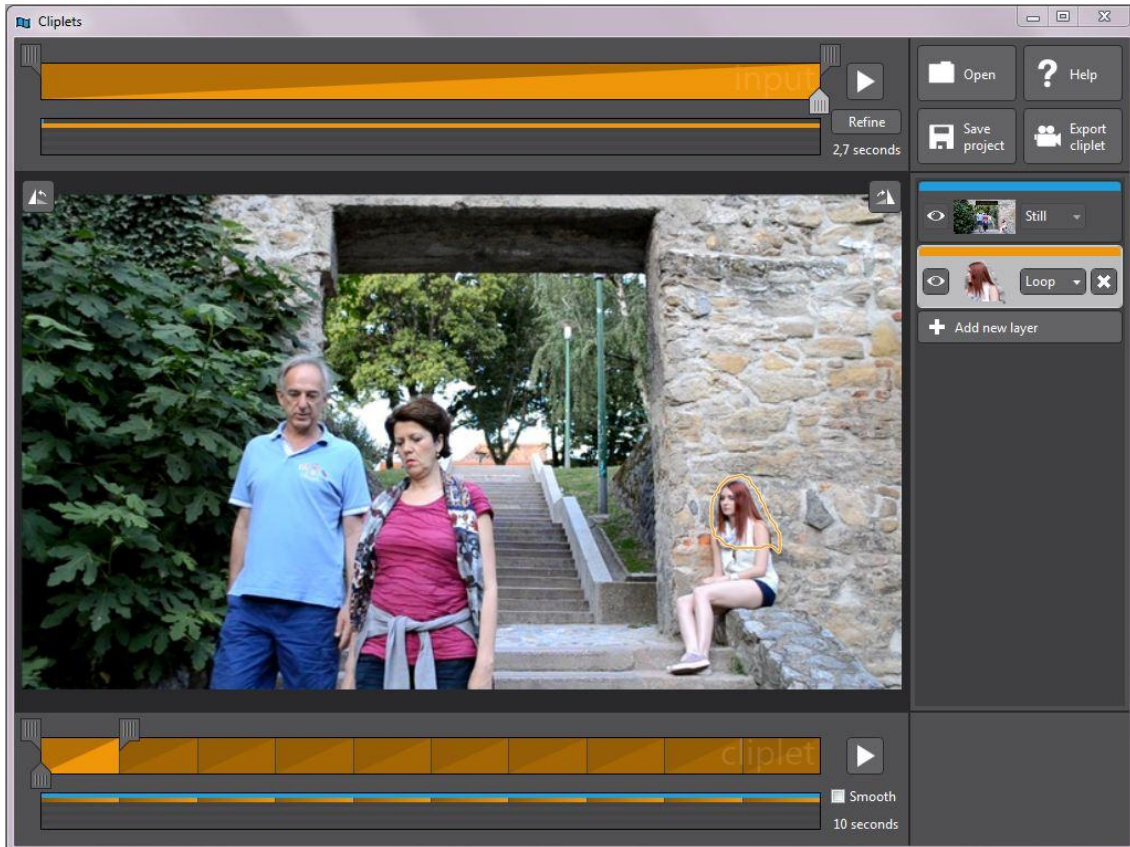 Cliplets
input
Refine
2,7 seconds
Open
Help
Save
project
Export
cliplet
Still
Loop
Add new layer
cliplet
Smooth
10 seconds